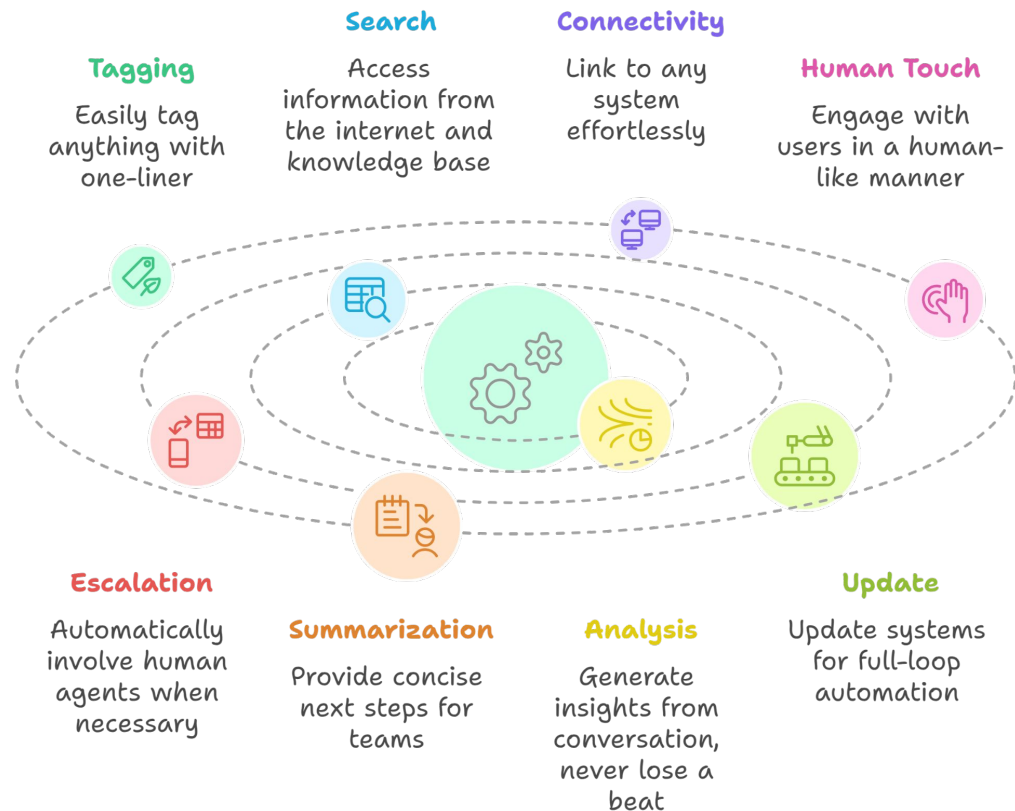 Tagging
Easily tag
anything with
one-liner
Search
Access
information from
the internet and
knowledge base
Connectivity
Link to any
system
effortlessly
Human Touch
Engage with
users in a human-
like manner
Escalation
Automatically
involve human
agents when
necessary
Summarization
Provide concise
next steps for
teams
Analysis
Generate
insights from
conversation,
never lose a
beat
Update
Update systems
for full-loop
automation